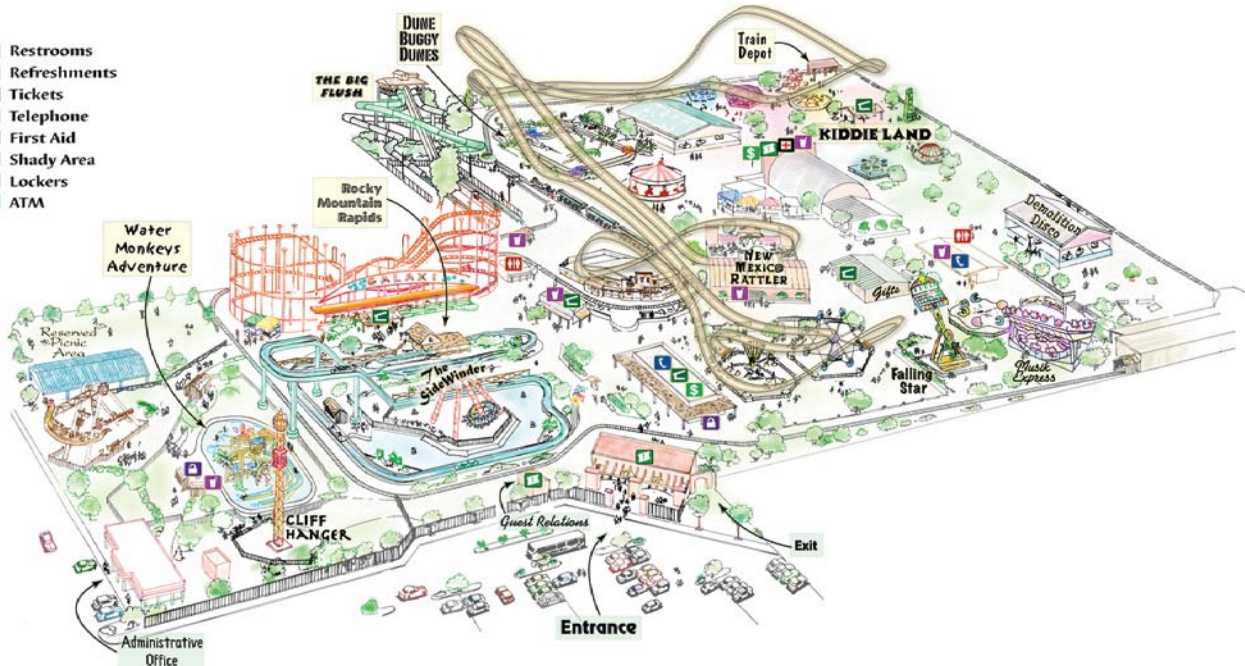 Restrooms
Refreshments
Tickets
Telephone
First Aid
Shady Area
Lockers
ATM
DUNE
BUGGY
DUNES
Train
Depot
THE BIG
FLUSH
KIDDIE LAND
$
Rocky
Mountain
Rapids
Water
Monkeys
Adventure
Demolition
Disco
GALAXI
NEW
MEXICO
RATTLER
Gifts
Reserved
Picnic
Area
The
SideWinder
$
Falling
Star
Musik
Express
CLIFF
HANGER
Guest Relations
Exit
Entrance
Administrative
Office